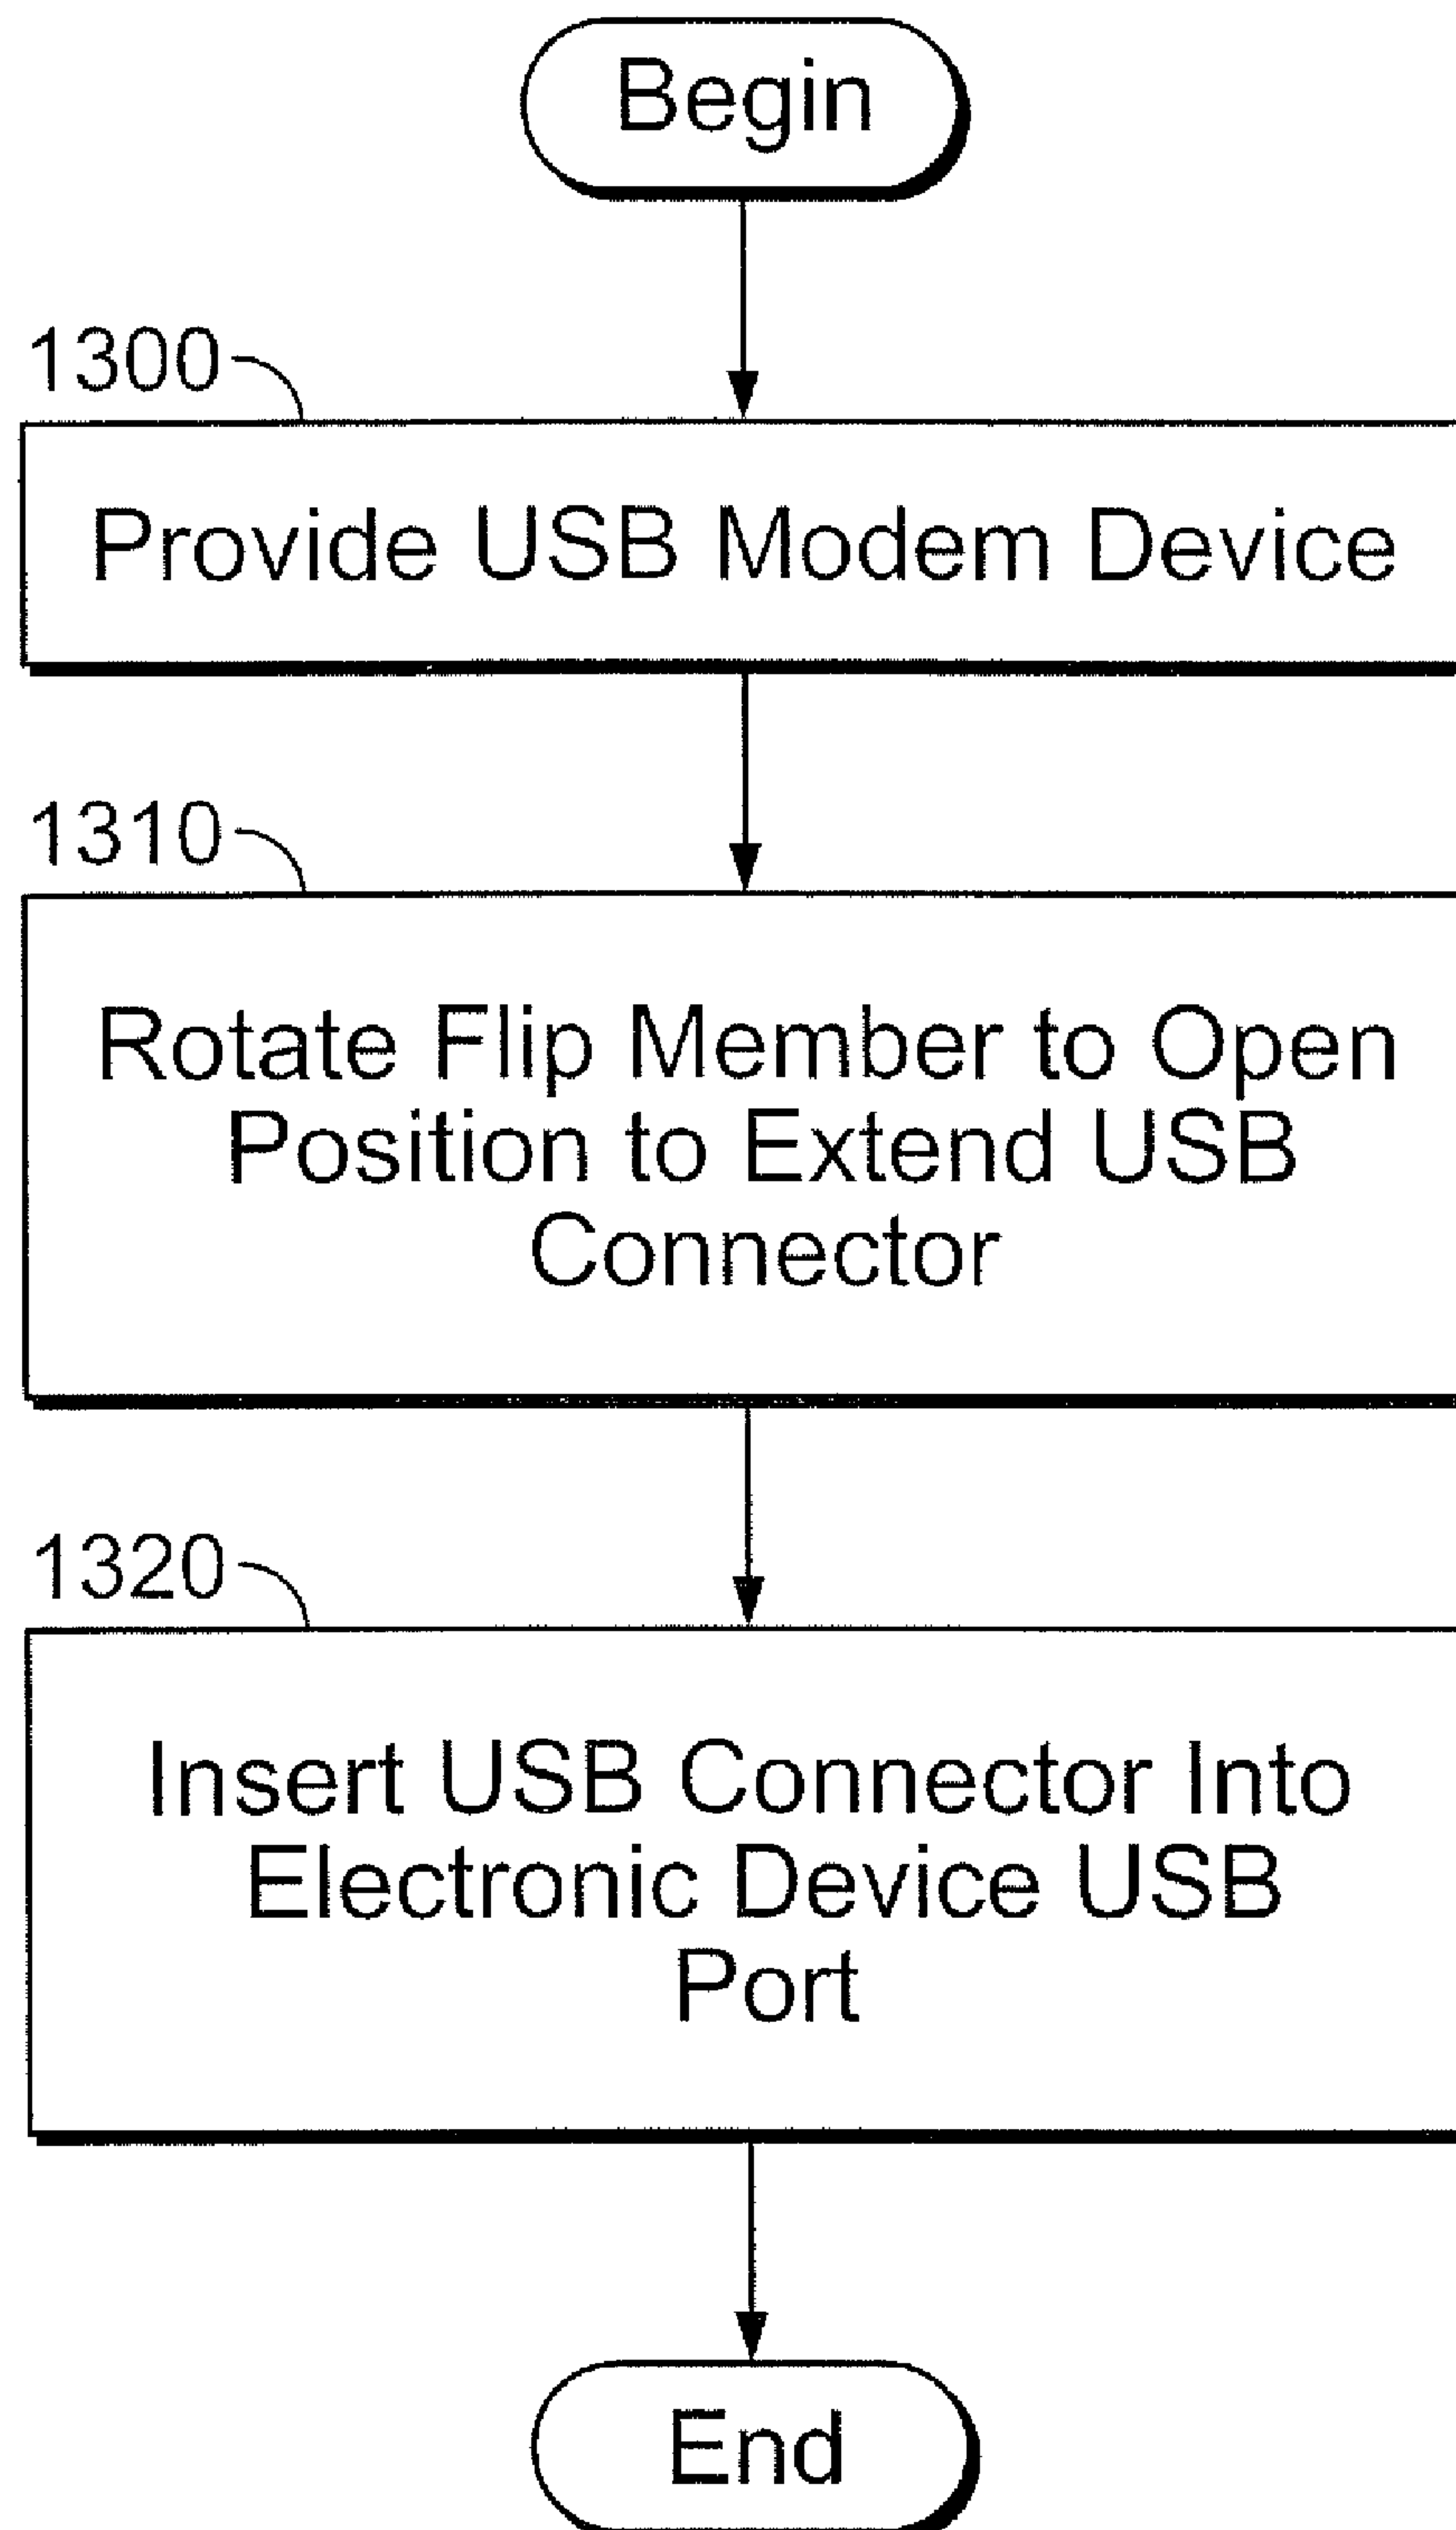 Begin
1300
Provide USB Modem Device
1310
Rotate Flip Member to Open
Position to Extend USB
Connector
1320
Insert USB Connector Into
Electronic Device USB
Port
End